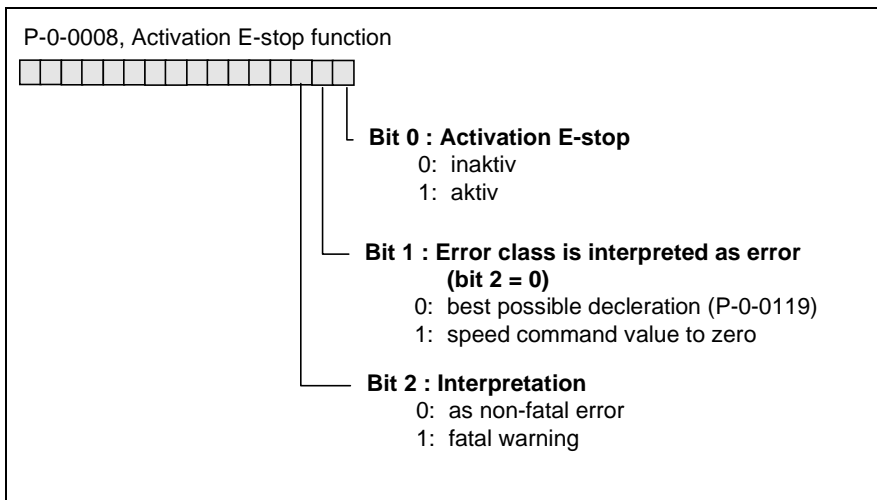 P-0-0008, Activation E-stop function
Bit 0 : Activation E-stop
0: inaktiv
1: aktiv
Bit 1 : Error class is interpreted as error
(bit 2 = 0)
0: best possible decleration (P-0-0119)
1: speed command value to zero
Bit 2 : Interpretation
0: as non-fatal error
1: fatal warning